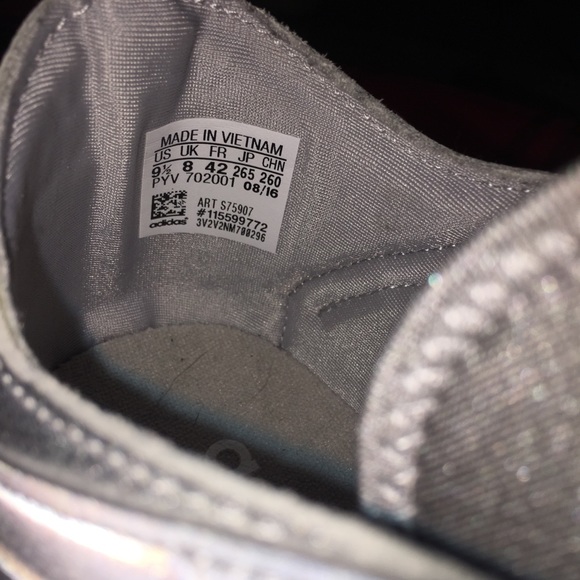 MADE IN VIETNAM
US UK FR JP CHN
9½ 8 42 265 260
PYV 702001 08/16
ART S75907
#115599772
3V2V2NM700296
adidas